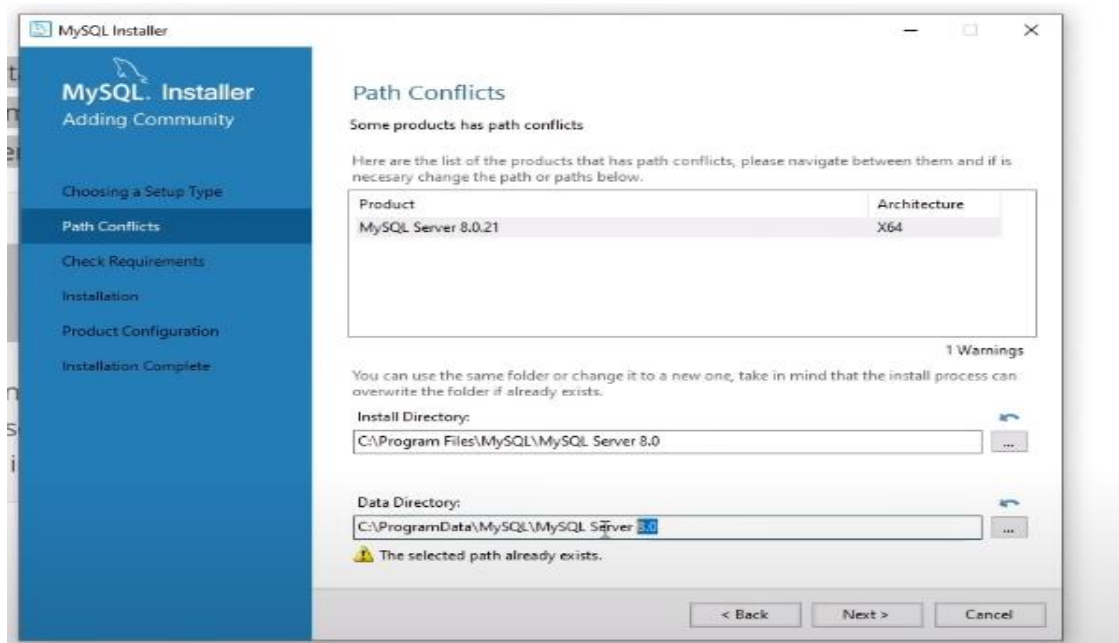 MySQL Installer
MySQL. Installer
Adding Community
Choosing a Setup Type
Path Conflicts
Check Requirements
Installation
Product Configuration
Installation Complete
Path Conflicts
Some products has path conflicts
Here are the list of the products that has path conflicts, please navigate between them and if is
necesary change the path or paths below.
Product Architecture
MySQL Server 8.0.21 X64
1 Warnings
You can use the same folder or change it to a new one, take in mind that the install process can
overwrite the folder if already exists.
Install Directory:
C:\Program Files\MySQL\MySQL Server 8.0
...
Data Directory:
C:\ProgramData\MySQL\MySQL Server 8.0
...
The selected path already exists.
< Back Next > Cancel